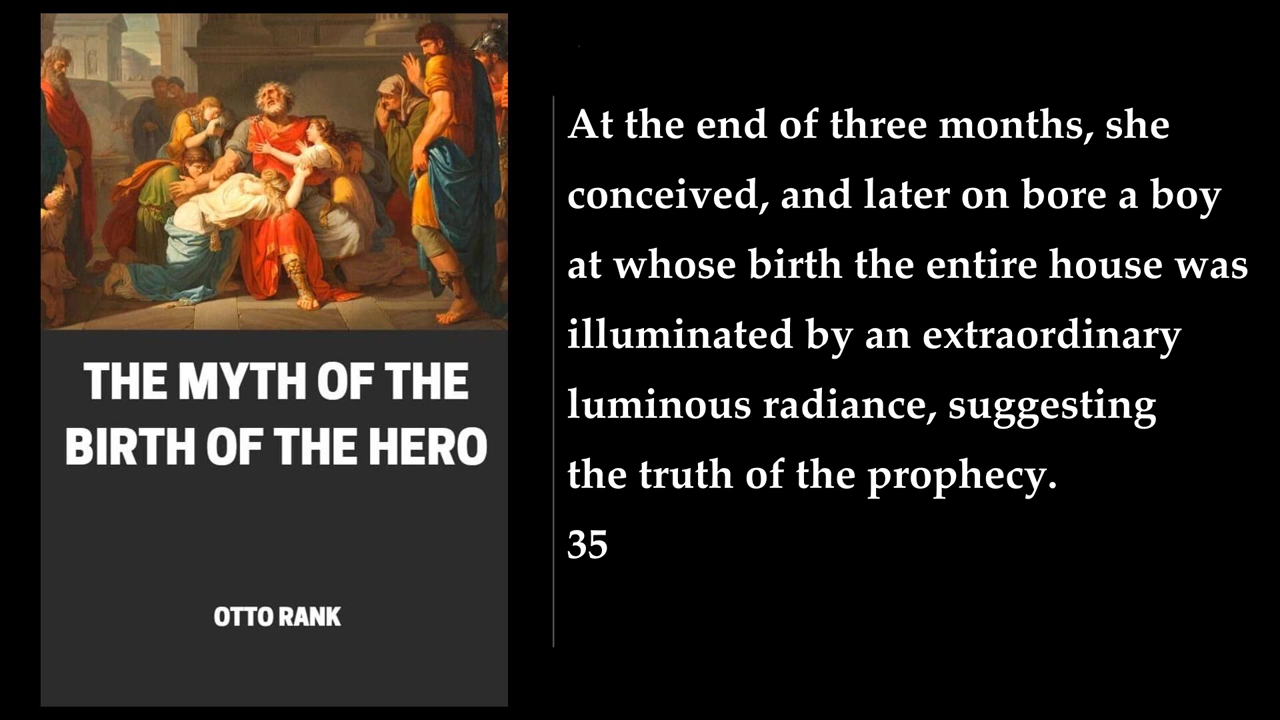 THE MYTH OF THE
BIRTH OF THE HERO
OTTO RANK
At the end of three months, she
conceived, and later on bore a boy
at whose birth the entire house was
illuminated by an extraordinary
luminous radiance, suggesting
the truth of the prophecy.
35